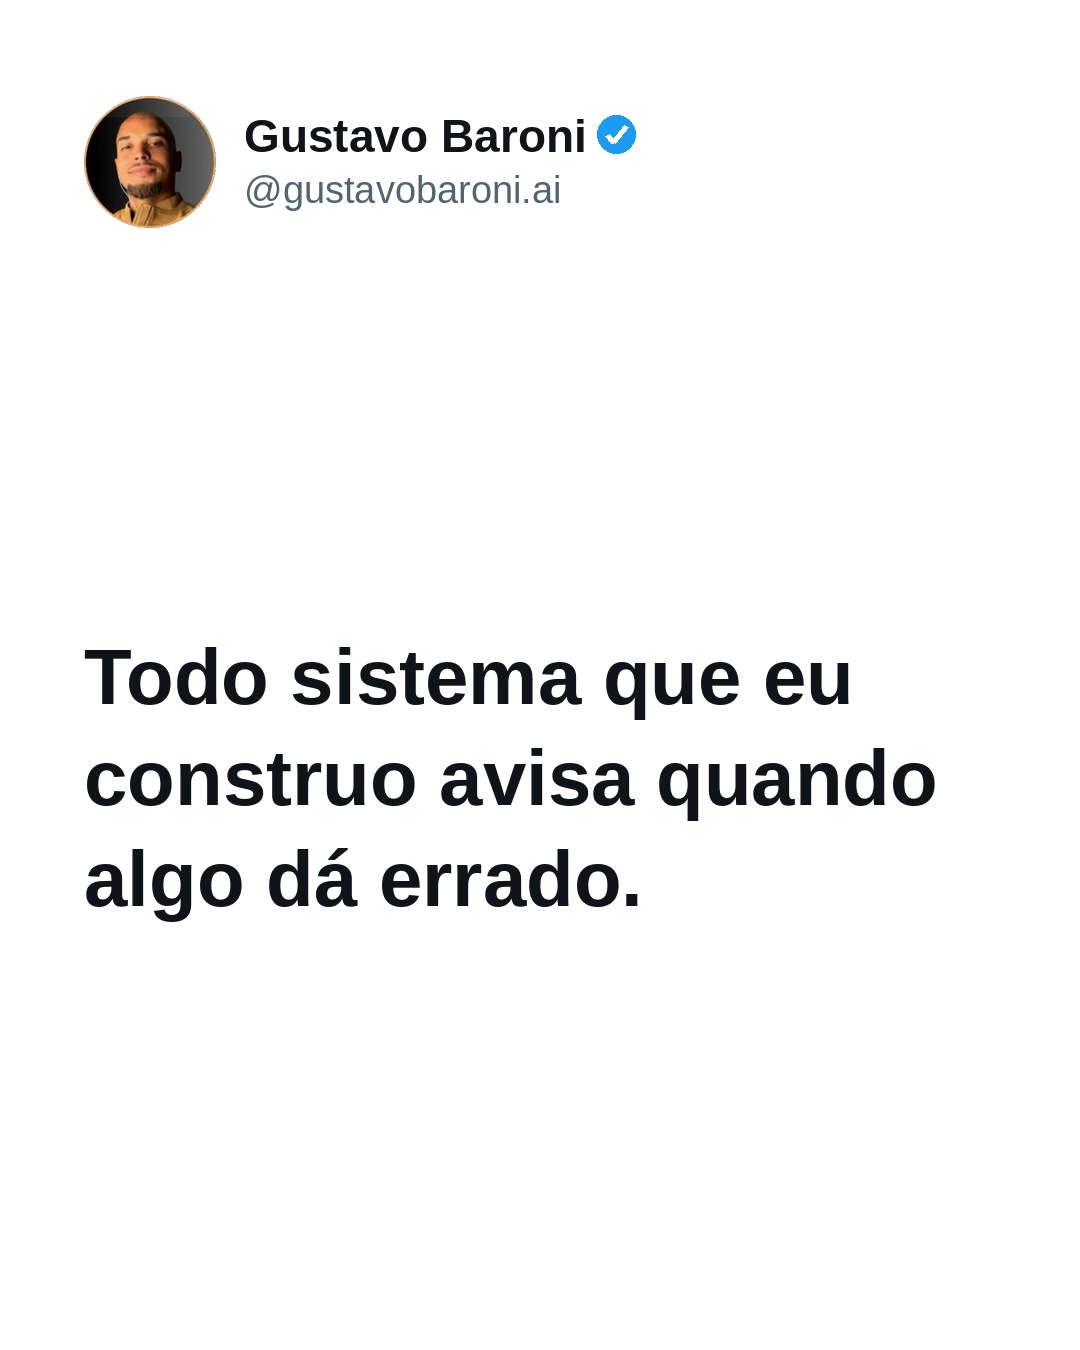 Gustavo Baroni
@gustavobaroni.ai
Todo sistema que eu
construo avisa quando
algo dá errado.